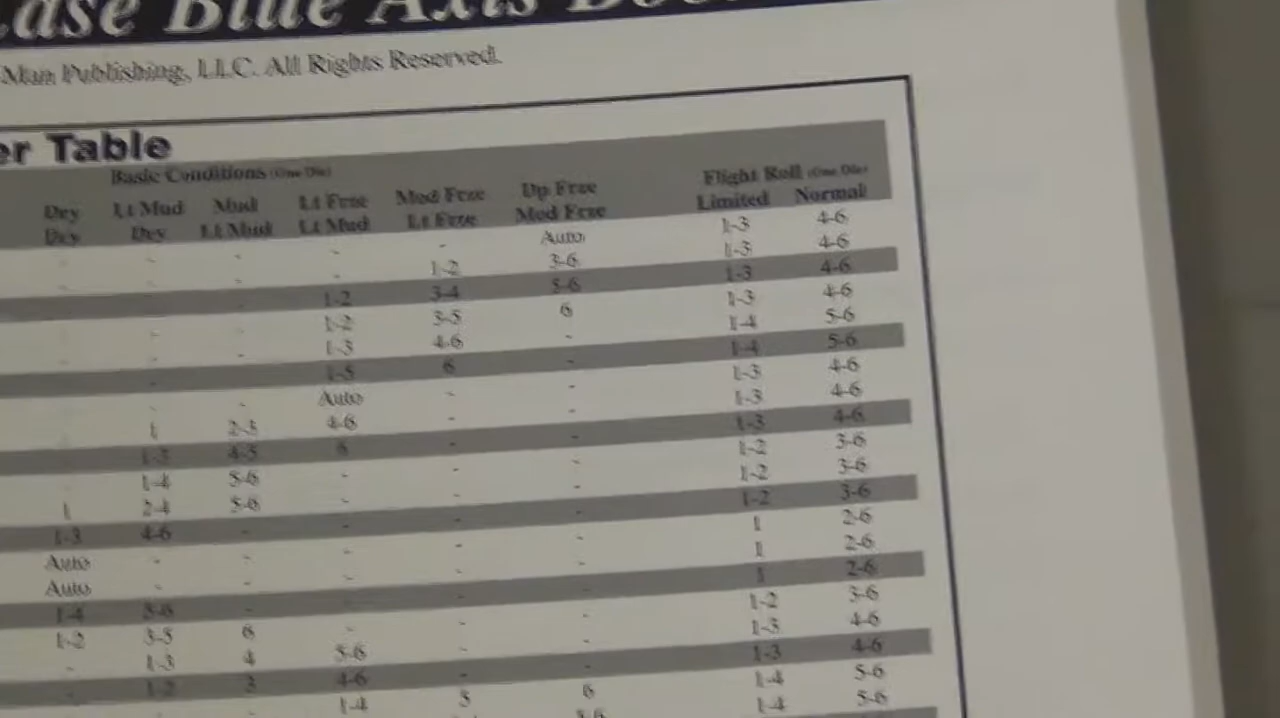 ase Blue Axis Boo
Man Publishing, LLC. All Rights Reserved.
er Table
Basic Conditions (One Die) Flight Roll (One Die)
Dry Lt Mud Mud Lt Frze Mod Frze Dp Frze Limited Normal
Dry Dry Lt Mud Lt Mud Lt Frze Mod Frze
- - - - - Auto 1-3 4-6
- - - - 1-2 3-6 1-3 4-6
1-2 3-4 5-6 1-3 4-6
- - 1-2 3-5 6 1-3 4-6
- - 1-3 4-6 - 1-4 5-6
- 1-5 6 - 1-4 5-6
- - Auto - - 1-3 4-6
1 2-3 4-6 - - 1-3 4-6
1-3 4-5 6 - - 1-3 4-6
1-4 5-6 - - - 1-2 3-6
1 2-4 5-6 - - - 1-2 3-6
1-3 4-6 - - - - 1-2 3-6
Auto - - - - - 1 2-6
Auto - - - - - 1 2-6
1-4 5-6 - - - - 1 2-6
1-2 3-5 6 - - - 1-2 3-6
- 1-3 4 5-6 - - 1-3 4-6
- 1-2 3 4-6 - - 1-3 4-6
- - - 1-4 5 6 1-4 5-6
1-4 5-6